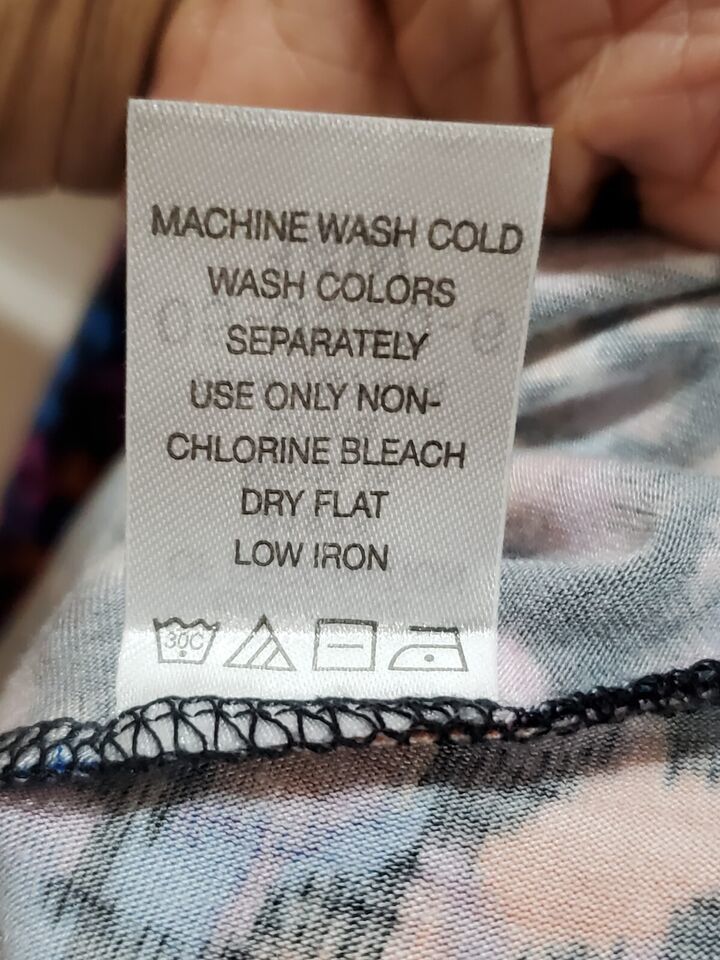 MACHINE WASH COLD
WASH COLORS
SEPARATELY
USE ONLY NON-
CHLORINE BLEACH
DRY FLAT
LOW IRON
30C